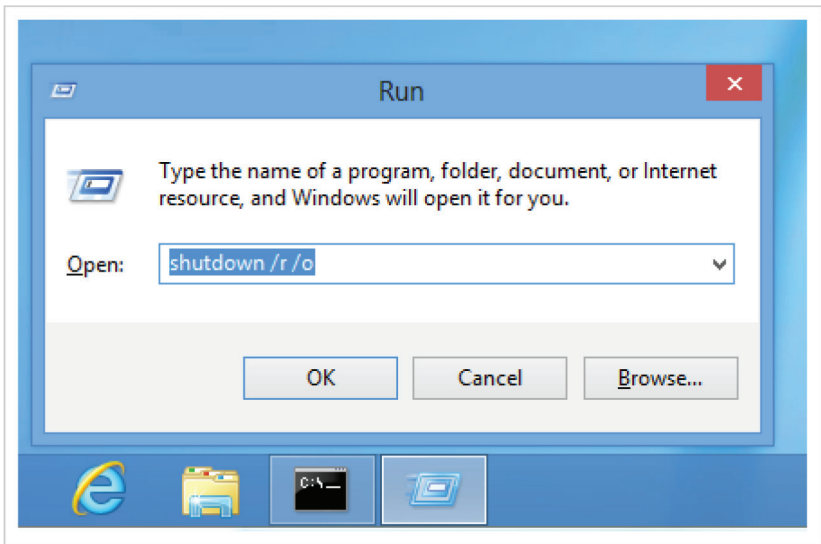 Run
Type the name of a program, folder, document, or Internet
resource, and Windows will open it for you.
Open:
shutdown /r /o
OK
Cancel
Browse...
C:\_